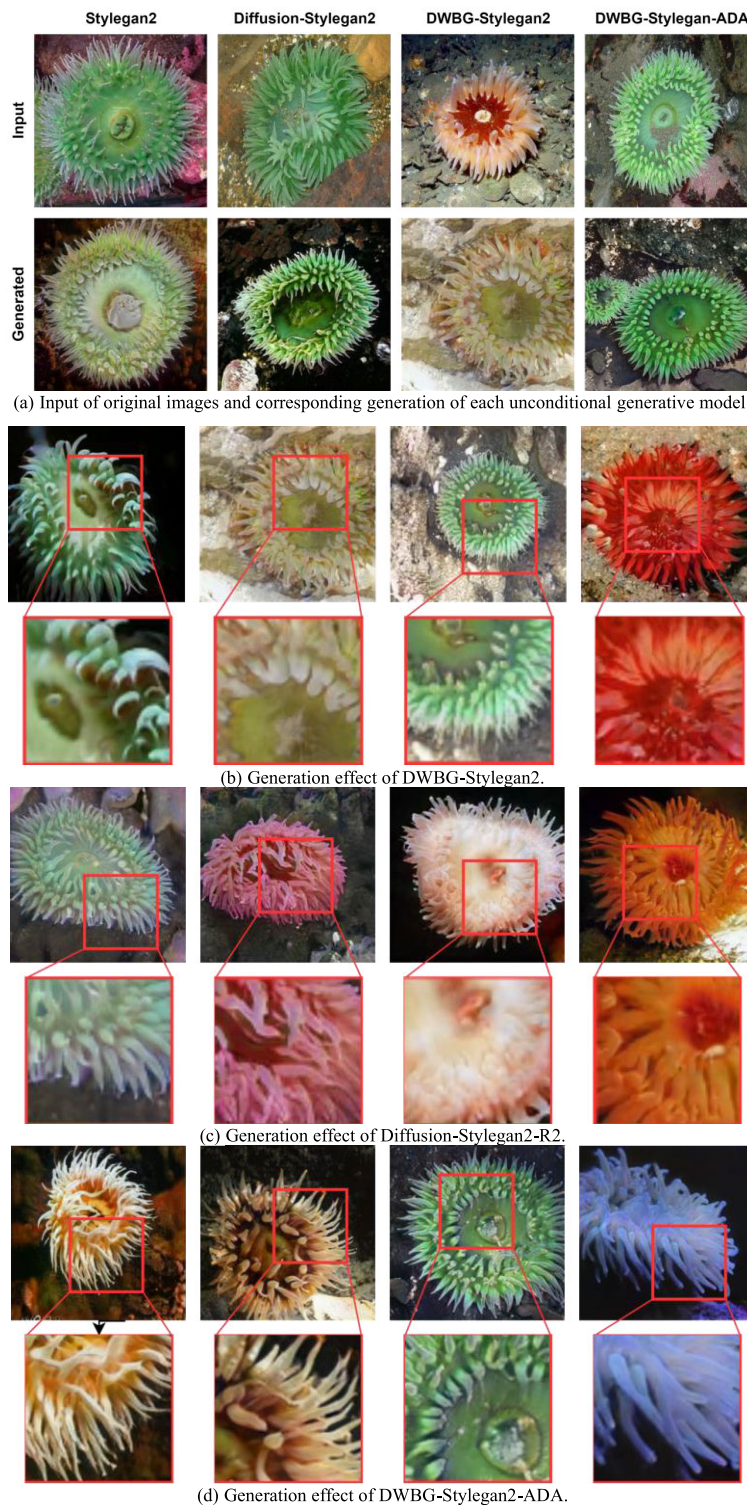 Stylegan2 Diffusion-Stylegan2 DWBG-Stylegan2 DWBG-Stylegan-ADA
Input
Generated
(a) Input of original images and corresponding generation of each unconditional generative model
(b) Generation effect of DWBG-Stylegan2.
(c) Generation effect of Diffusion-Stylegan2-R2.
(d) Generation effect of DWBG-Stylegan2-ADA.